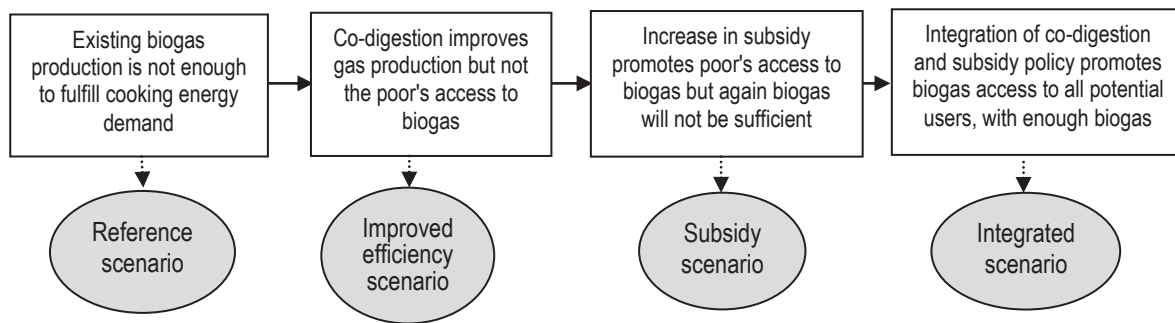 Existing biogas
production is not enough
to fulfill cooking energy
demand
Co-digestion improves
gas production but not
the poor's access to
biogas
Increase in subsidy
promotes poor's access to
biogas but again biogas
will not be sufficient
Integration of co-digestion
and subsidy policy promotes
biogas access to all potential
users, with enough biogas
Reference
scenario
Improved
efficiency
scenario
Subsidy
scenario
Integrated
scenario